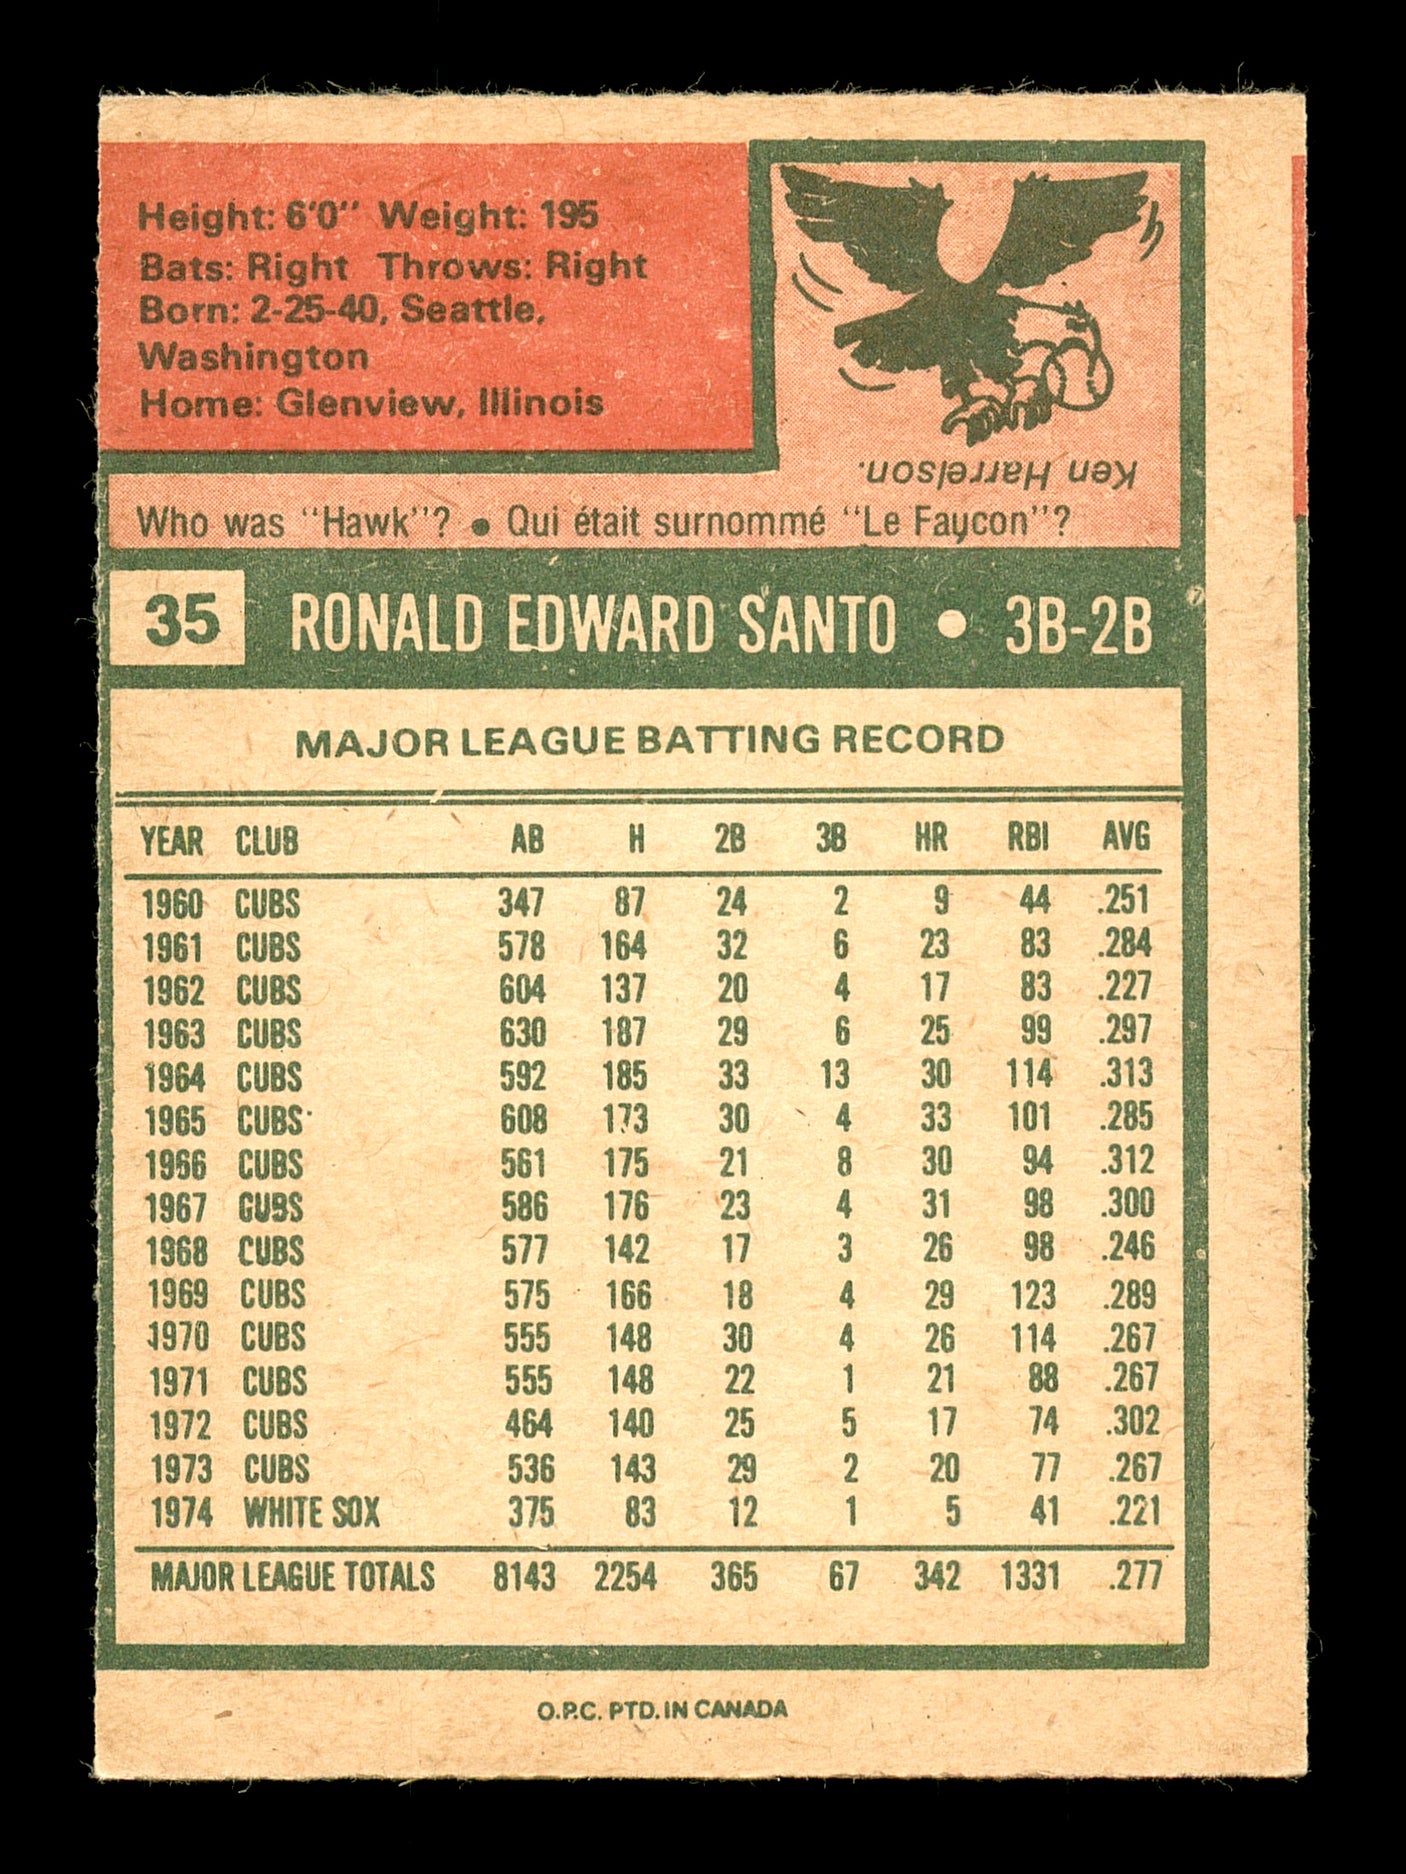 Height: 6'0" Weight: 195
Bats: Right Throws: Right
Born: 2-25-40, Seattle,
Washington
Home: Glenview, Illinois
Ken Harrelson.
Who was "Hawk"? ● Qui était surnommé "Le Faycon"?
35 RONALD EDWARD SANTO ● 3B-2B
MAJOR LEAGUE BATTING RECORD
YEAR CLUB AB H 2B 3B HR RBI AVG
1960 CUBS 347 87 24 2 9 44 .251
1961 CUBS 578 164 32 6 23 83 .284
1962 CUBS 604 137 20 4 17 83 .227
1963 CUBS 630 187 29 6 25 99 .297
1964 CUBS 592 185 33 13 30 114 .313
1965 CUBS 608 173 30 4 33 101 .285
1966 CUBS 561 175 21 8 30 94 .312
1967 CUBS 586 176 23 4 31 98 .300
1968 CUBS 577 142 17 3 26 98 .246
1969 CUBS 575 166 18 4 29 123 .289
1970 CUBS 555 148 30 4 26 114 .267
1971 CUBS 555 148 22 1 21 88 .267
1972 CUBS 464 140 25 5 17 74 .302
1973 CUBS 536 143 29 2 20 77 .267
1974 WHITE SOX 375 83 12 1 5 41 .221
MAJOR LEAGUE TOTALS 8143 2254 365 67 342 1331 .277
O.P.C. PTD. IN CANADA